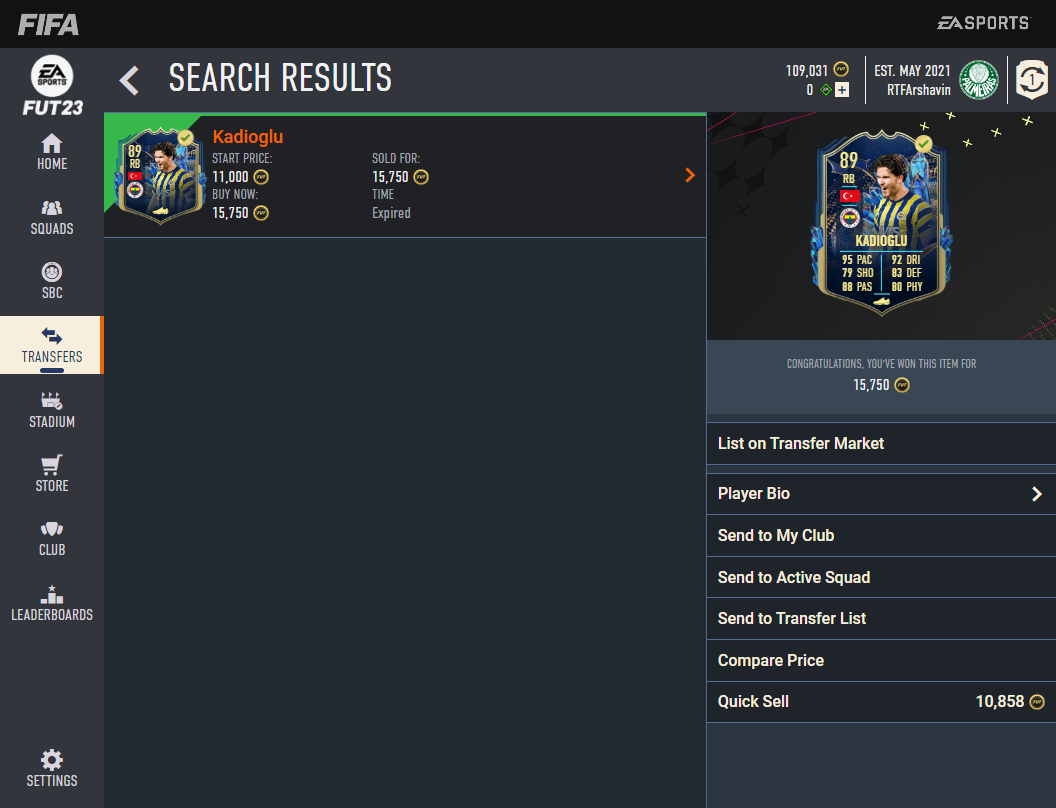 FIFA
EA SPORTS
EA
SPORTS
FUT23
SEARCH RESULTS
109,031
0
EST. MAY 2021
RTFArshavin
PALMEIRAS
1
HOME
SQUADS
SBC
TRANSFERS
STADIUM
STORE
CLUB
LEADERBOARDS
SETTINGS
89
RB
Kadioglu
START PRICE:
11,000
BUY NOW:
15,750
SOLD FOR:
15,750
TIME
Expired
89
RB
KADIOGLU
95 PAC 92 DRI
79 SHO 83 DEF
88 PAS 80 PHY
CONGRATULATIONS, YOU'VE WON THIS ITEM FOR
15,750
List on Transfer Market
Player Bio
Send to My Club
Send to Active Squad
Send to Transfer List
Compare Price
Quick Sell 10,858